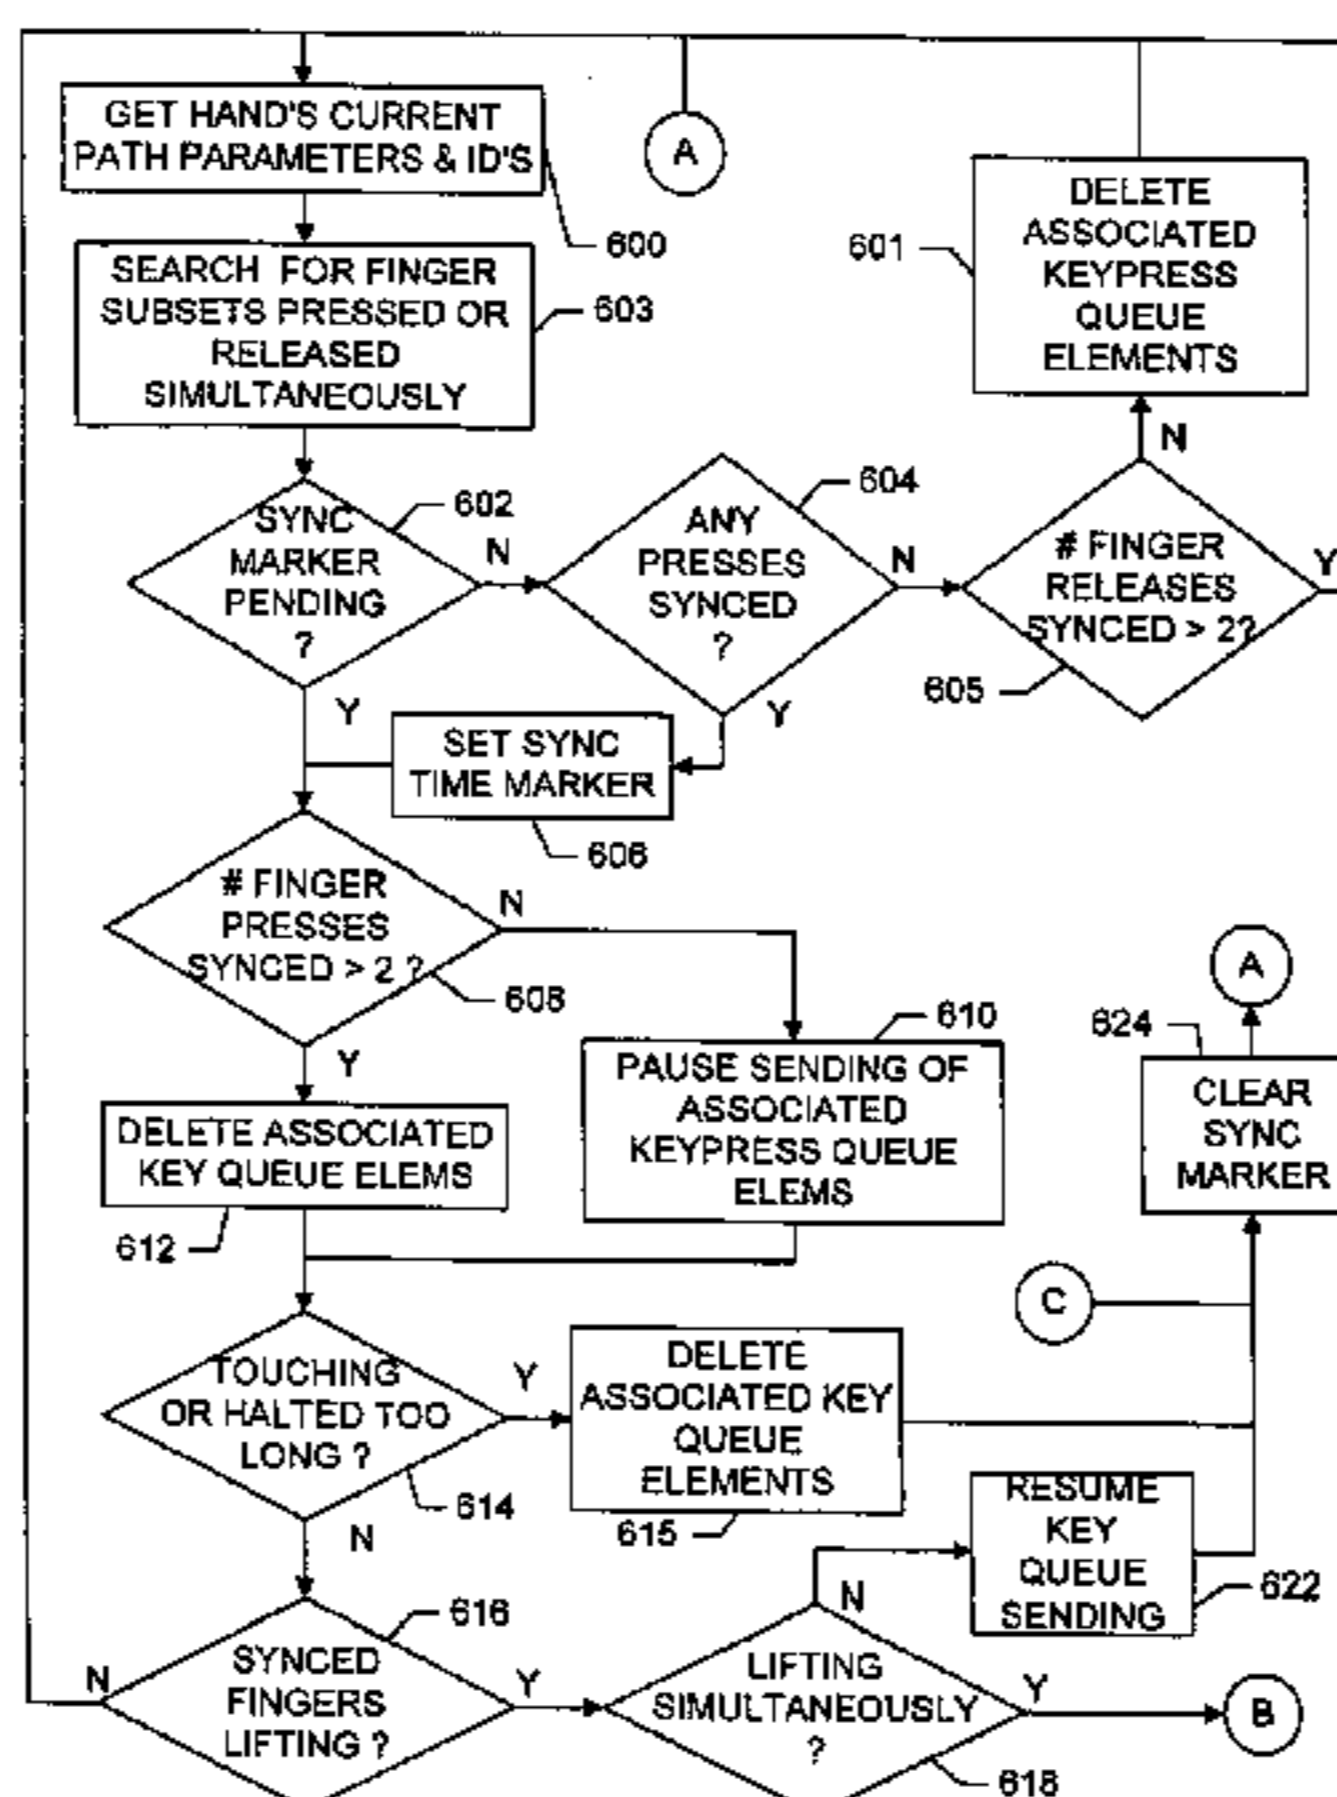 GET HAND'S CURRENT
PATH PARAMETERS & ID'S
600
A
DELETE
ASSOCIATED
KEYPRESS
QUEUE
ELEMENTS
601
SEARCH FOR FINGER
SUBSETS PRESSED OR
RELEASED
SIMULTANEOUSLY
603
SYNC
MARKER
PENDING
?
602
N
Y
ANY
PRESSES
SYNCED
?
604
N
Y
# FINGER
RELEASES
SYNCED > 2?
605
N
Y
SET SYNC
TIME MARKER
606
# FINGER
PRESSES
SYNCED > 2 ?
608
N
Y
PAUSE SENDING OF
ASSOCIATED
KEYPRESS QUEUE
ELEMS
610
DELETE ASSOCIATED
KEY QUEUE ELEMS
612
A
624
CLEAR
SYNC
MARKER
C
TOUCHING
OR HALTED TOO
LONG ?
614
Y
N
DELETE
ASSOCIATED KEY
QUEUE
ELEMENTS
615
RESUME
KEY
QUEUE
SENDING
622
SYNCED
FINGERS
LIFTING ?
616
N
Y
LIFTING
SIMULTANEOUSLY
?
618
N
Y
B